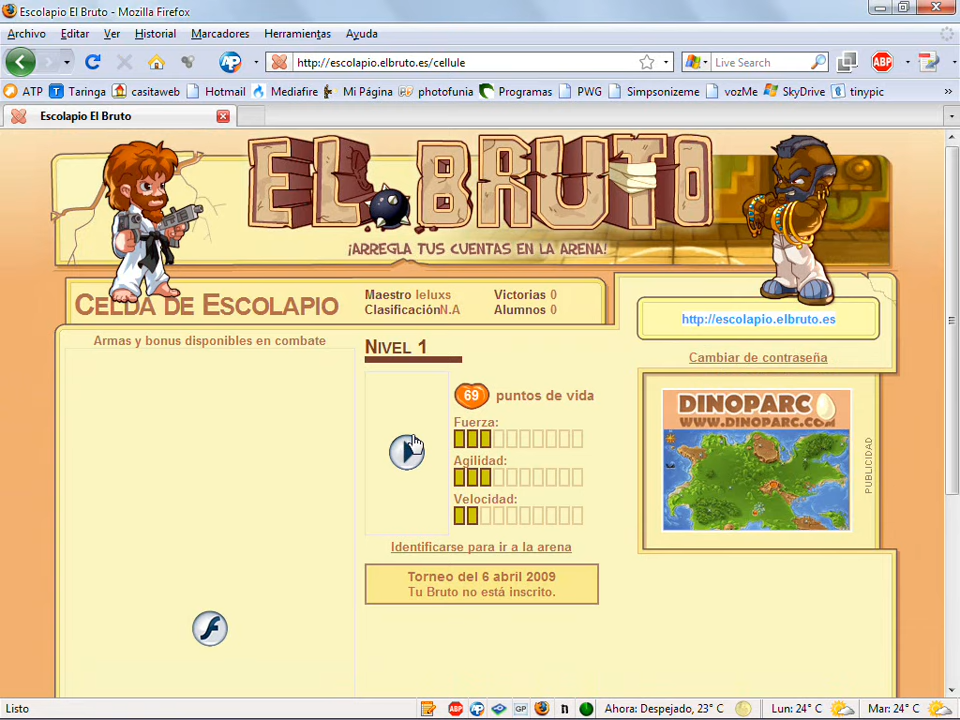 Escolapio El Bruto - Mozilla Firefox
Archivo Editar Ver Historial Marcadores Herramientas Ayuda
http://escolapio.elbruto.es/cellule
Live Search
ABP
ATP Taringa casitaweb Hotmail Mediafire Mi Página photofunia Programas PWG Simpsonizeme vozMe SkyDrive tinypic
Escolapio El Bruto
EL BRUTO
¡ARREGLA TUS CUENTAS EN LA ARENA!
CELDA DE ESCOLAPIO
Maestro leluxs
Victorias 0
ClasificaciónN.A
Alumnos 0
http://escolapio.elbruto.es
Cambiar de contraseña
Armas y bonus disponibles en combate
NIVEL 1
69 puntos de vida
Fuerza:
Agilidad:
Velocidad:
Identificarse para ir a la arena
Torneo del 6 abril 2009
Tu Bruto no está inscrito.
DINOPARC
WWW.DINOPARC.COM
PUBLICIDAD
Listo
ABP
GP
n
Ahora: Despejado, 23° C
Lun: 24° C
Mar: 24° C